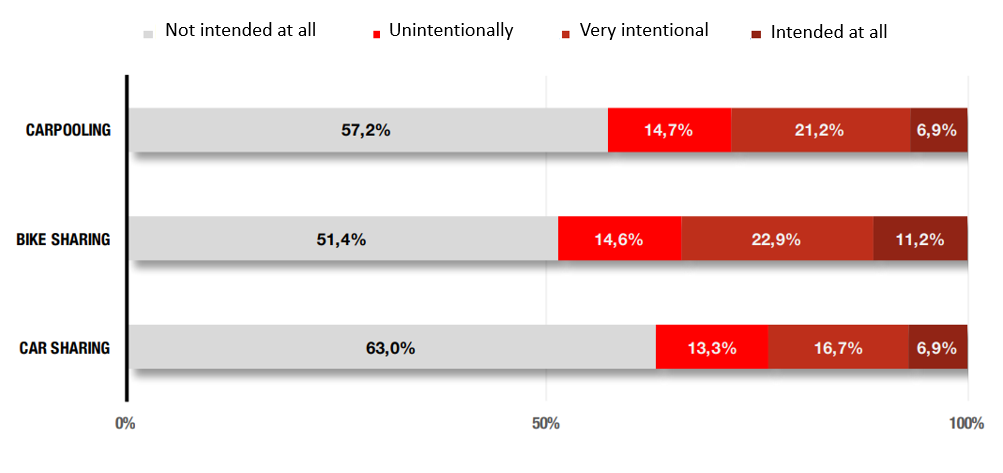 Not intended at all Unintentionally Very intentional Intended at all
CARPOOLING 57,2% 14,7% 21,2% 6,9%
BIKE SHARING 51,4% 14,6% 22,9% 11,2%
CAR SHARING 63,0% 13,3% 16,7% 6,9%
0% 50% 100%